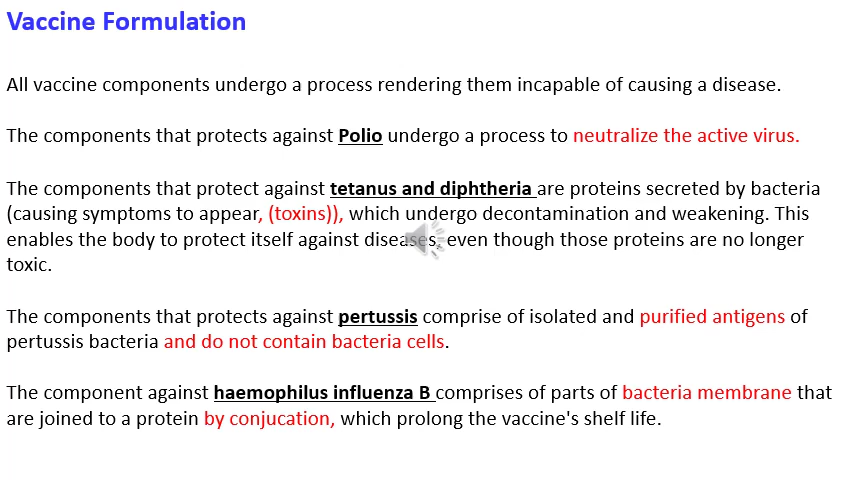 Vaccine Formulation
All vaccine components undergo a process rendering them incapable of causing a disease.
The components that protects against Polio undergo a process to neutralize the active virus.
The components that protect against tetanus and diphtheria are proteins secreted by bacteria
(causing symptoms to appear, (toxins)), which undergo decontamination and weakening. This
enables the body to protect itself against diseases, even though those proteins are no longer
toxic.
The components that protects against pertussis comprise of isolated and purified antigens of
pertussis bacteria and do not contain bacteria cells.
The component against haemophilus influenza B comprises of parts of bacteria membrane that
are joined to a protein by conjucation, which prolong the vaccine's shelf life.